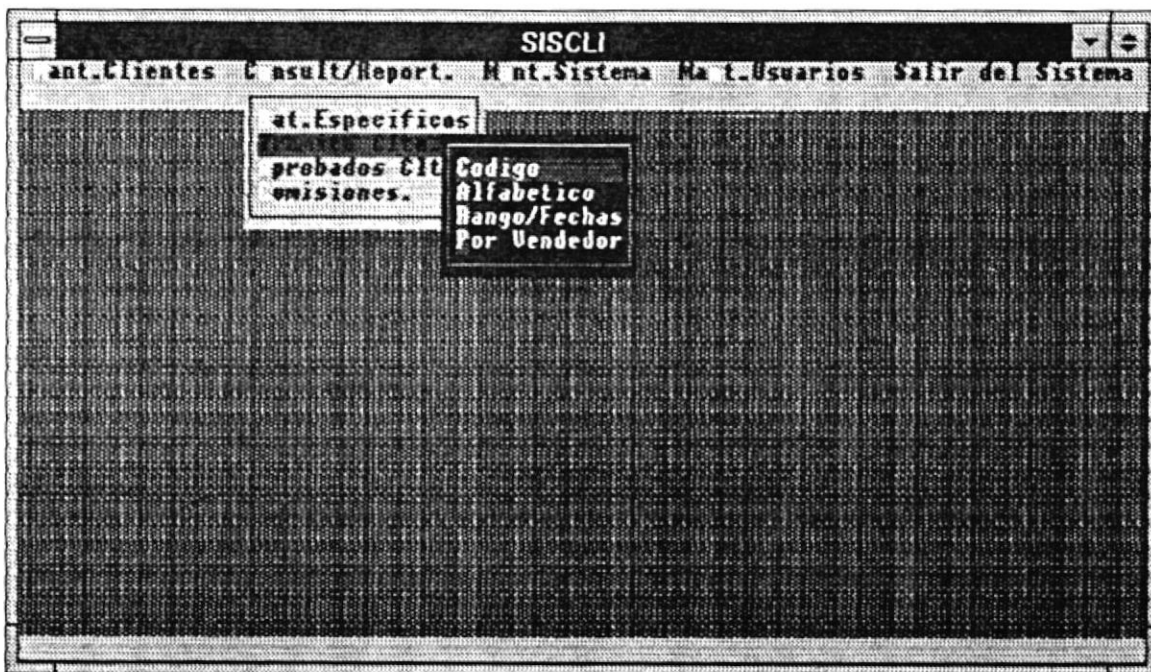 SISCLI
ant.Clientes C nsult/Report. M nt.Sistema Ma t.Usuarios Salir del Sistema
at.Especificos
probados Clt
omisiones.
Codigo
Alfabetico
Rango/Fechas
Por Vendedor